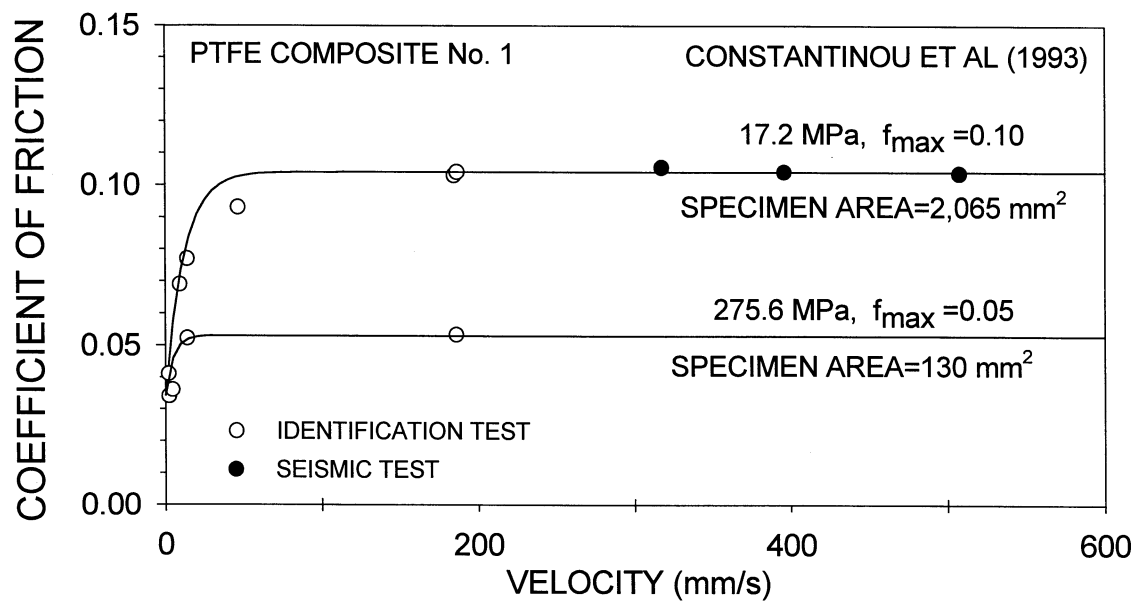 COEFFICIENT OF FRICTION
0.15
0.10
0.05
0.00
PTFE COMPOSITE No. 1
CONSTANTINOU ET AL (1993)
17.2 MPa, fmax =0.10
SPECIMEN AREA=2,065 mm²
275.6 MPa, fmax =0.05
SPECIMEN AREA=130 mm²
IDENTIFICATION TEST
SEISMIC TEST
0 200 400 600
VELOCITY (mm/s)